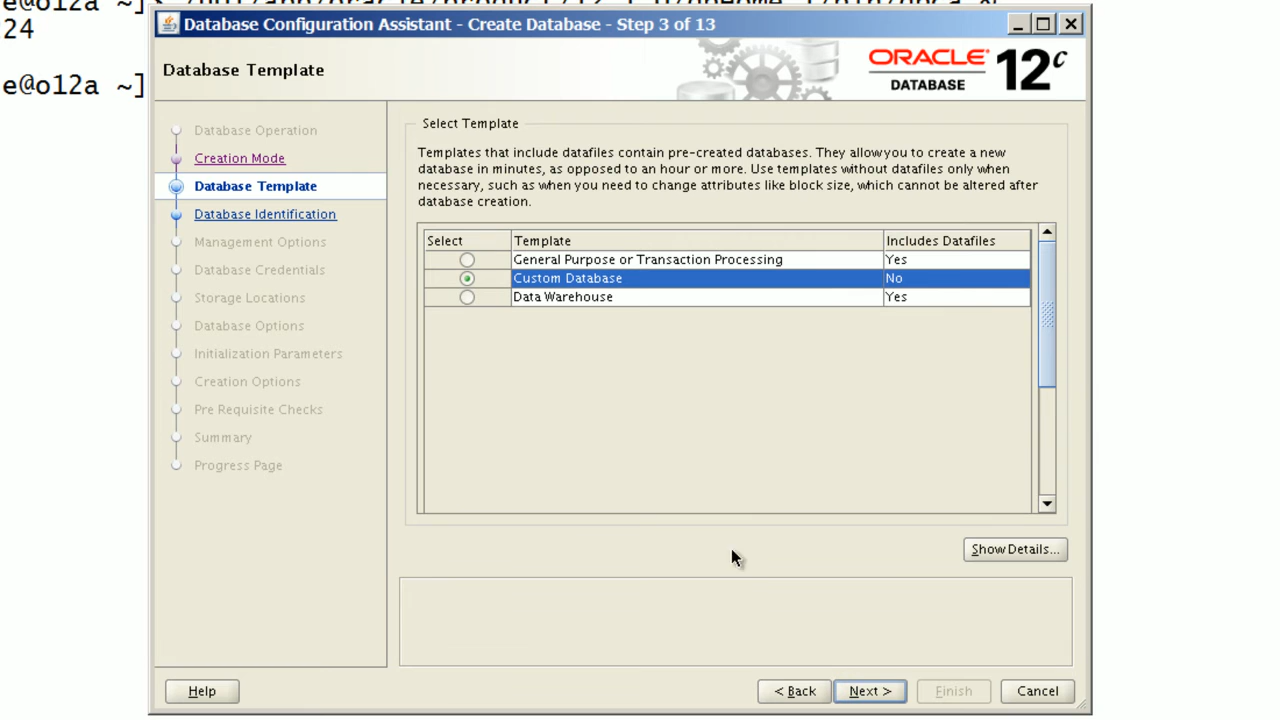 24
e@o12a ~]
Database Configuration Assistant - Create Database - Step 3 of 13
Database Template
ORACLE
DATABASE
12c
Database Operation
Creation Mode
Database Template
Database Identification
Management Options
Database Credentials
Storage Locations
Database Options
Initialization Parameters
Creation Options
Pre Requisite Checks
Summary
Progress Page
Select Template
Templates that include datafiles contain pre-created databases. They allow you to create a new
database in minutes, as opposed to an hour or more. Use templates without datafiles only when
necessary, such as when you need to change attributes like block size, which cannot be altered after
database creation.
Select Template Includes Datafiles
General Purpose or Transaction Processing Yes
Custom Database No
Data Warehouse Yes
Show Details...
Help < Back Next > Finish Cancel